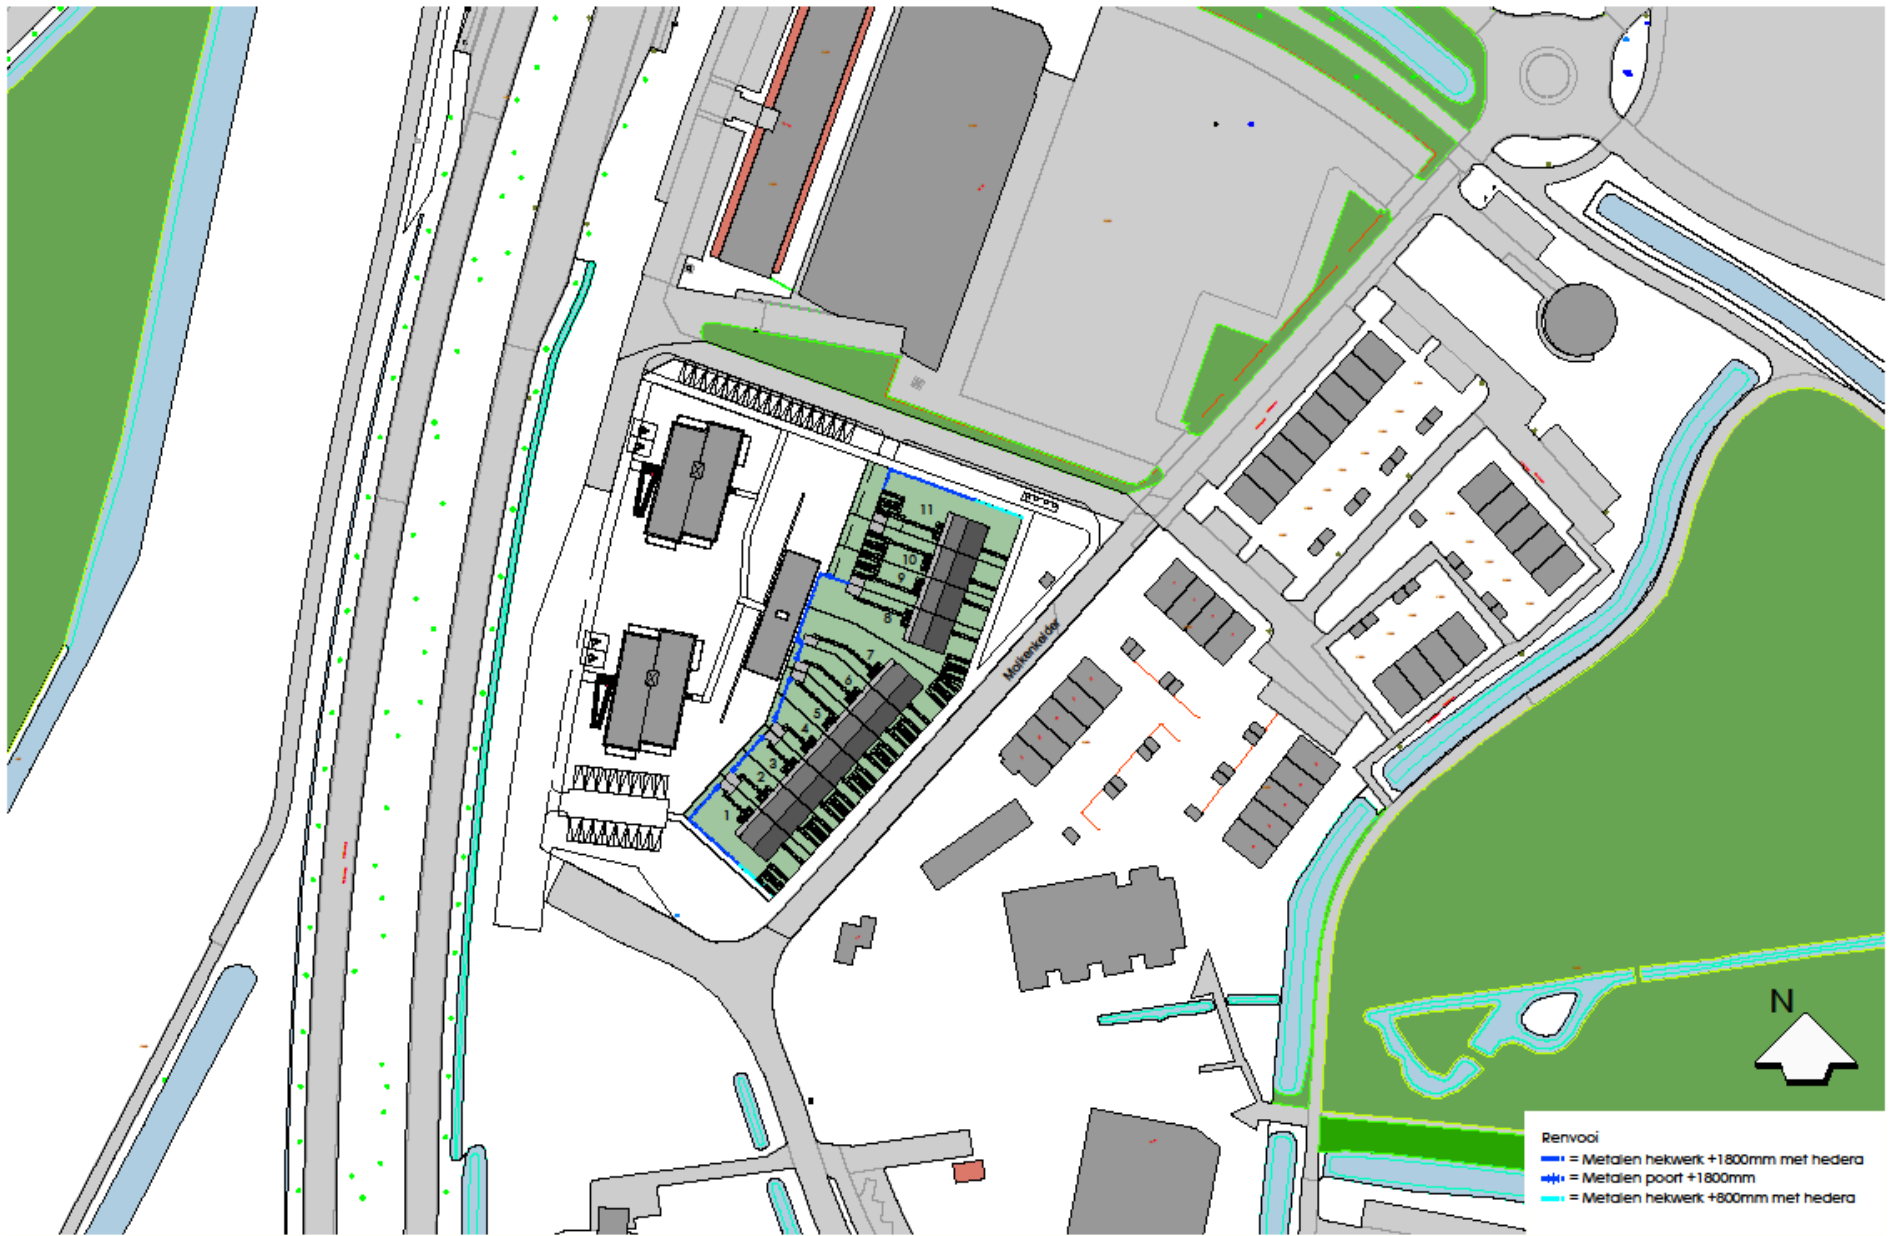 11
10
9
8
7
6
5
4
3
2
1
Molkenkelder
N
Renvooi
= Metalen hekwerk +1800mm met hedera
= Metalen poort +1800mm
= Metalen hekwerk +800mm met hedera